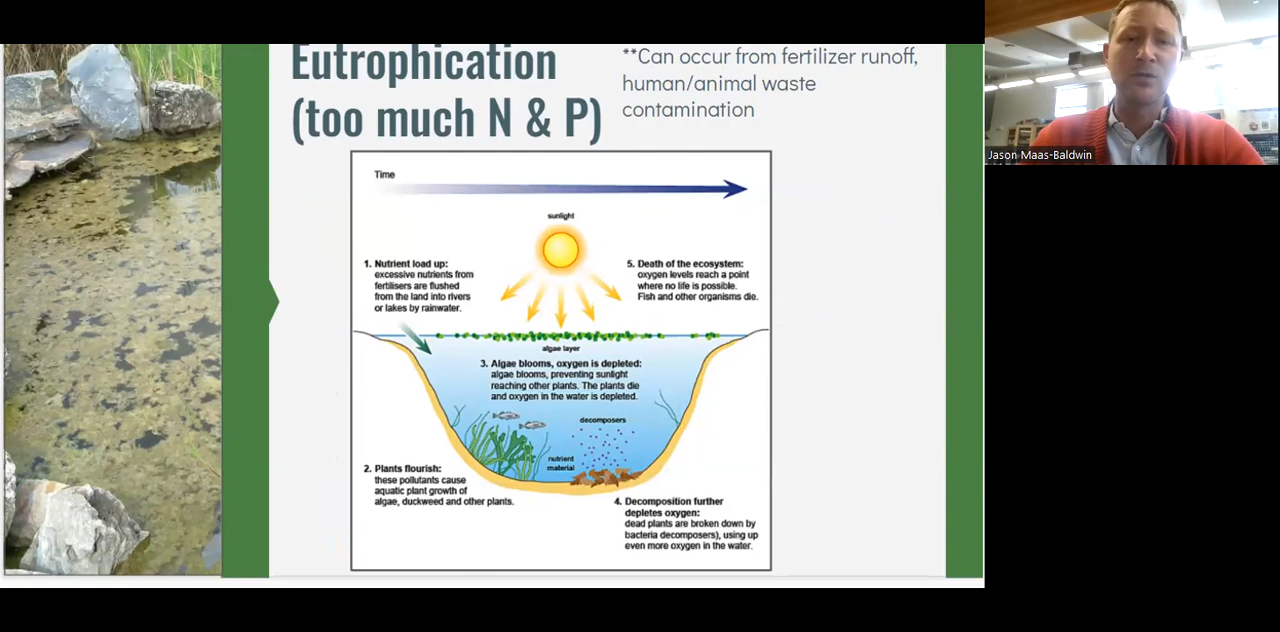 Eutrophication
(too much N & P)
**Can occur from fertilizer runoff,
human/animal waste
contamination
Jason Maas-Baldwin
Time
sunlight
1. Nutrient load up:
excessive nutrients from
fertilisers are flushed
from the land into rivers
or lakes by rainwater.
5. Death of the ecosystem:
oxygen levels reach a point
where no life is possible.
Fish and other organisms die.
algae layer
3. Algae blooms, oxygen is depleted:
algae blooms, preventing sunlight
reaching other plants. The plants die
and oxygen in the water is depleted.
decomposers
nutrient
material
2. Plants flourish:
these pollutants cause
aquatic plant growth of
algae, duckweed and other plants.
4. Decomposition further
depletes oxygen:
dead plants are broken down by
bacteria decomposers), using up
even more oxygen in the water.